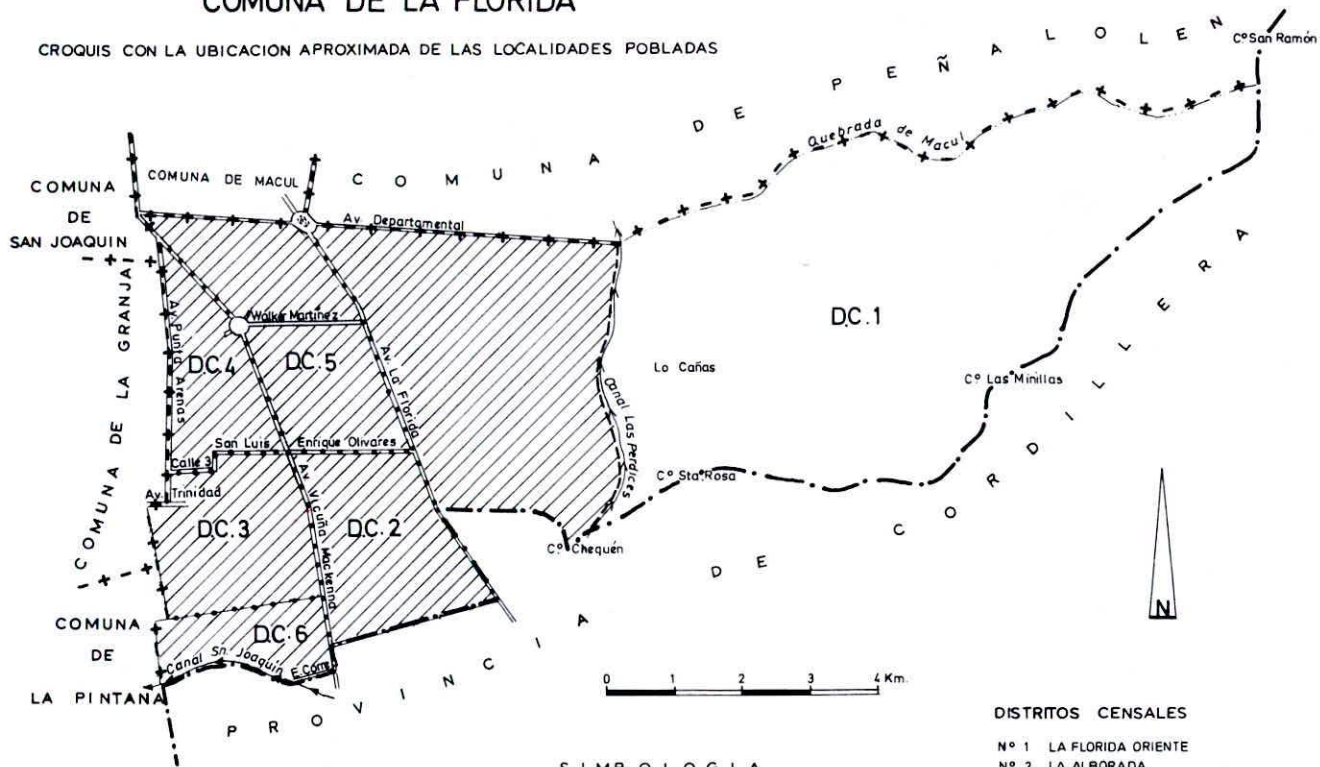 COMUNA DE LA FLORIDA
CROQUIS CON LA UBICACION APROXIMADA DE LAS LOCALIDADES POBLADAS
COMUNA DE PEÑALOLEN
Cº San Ramón
Quebrada de Macul
COMUNA
DE
SAN JOAQUIN
COMUNA DE MACUL
Av. Departamental
COMUNA DE LA GRANJA
Walker Martínez
D.C.1
Av. Punta Arenas
D.C.4
D.C.5
Av. La Florida
Lo Cañas
Canal Las Perdices
Cº Las Minillas
San Luis
Enrique Olivares
Calle 3
Cº Sta. Rosa
Av. Trinidad
D.C.3
Av. Vicuña Mackenna
D.C.2
Cº Chequén
PROVINCIA DE CORDILLERA
N
COMUNA
DE
LA PINTANA
D.C.6
Canal Sn. Joaquin
0 1 2 3 4 Km.
DISTRITOS CENSALES
Nº 1 LA FLORIDA ORIENTE
Nº 2 LA ALBORADA
SIMBOLOGIA